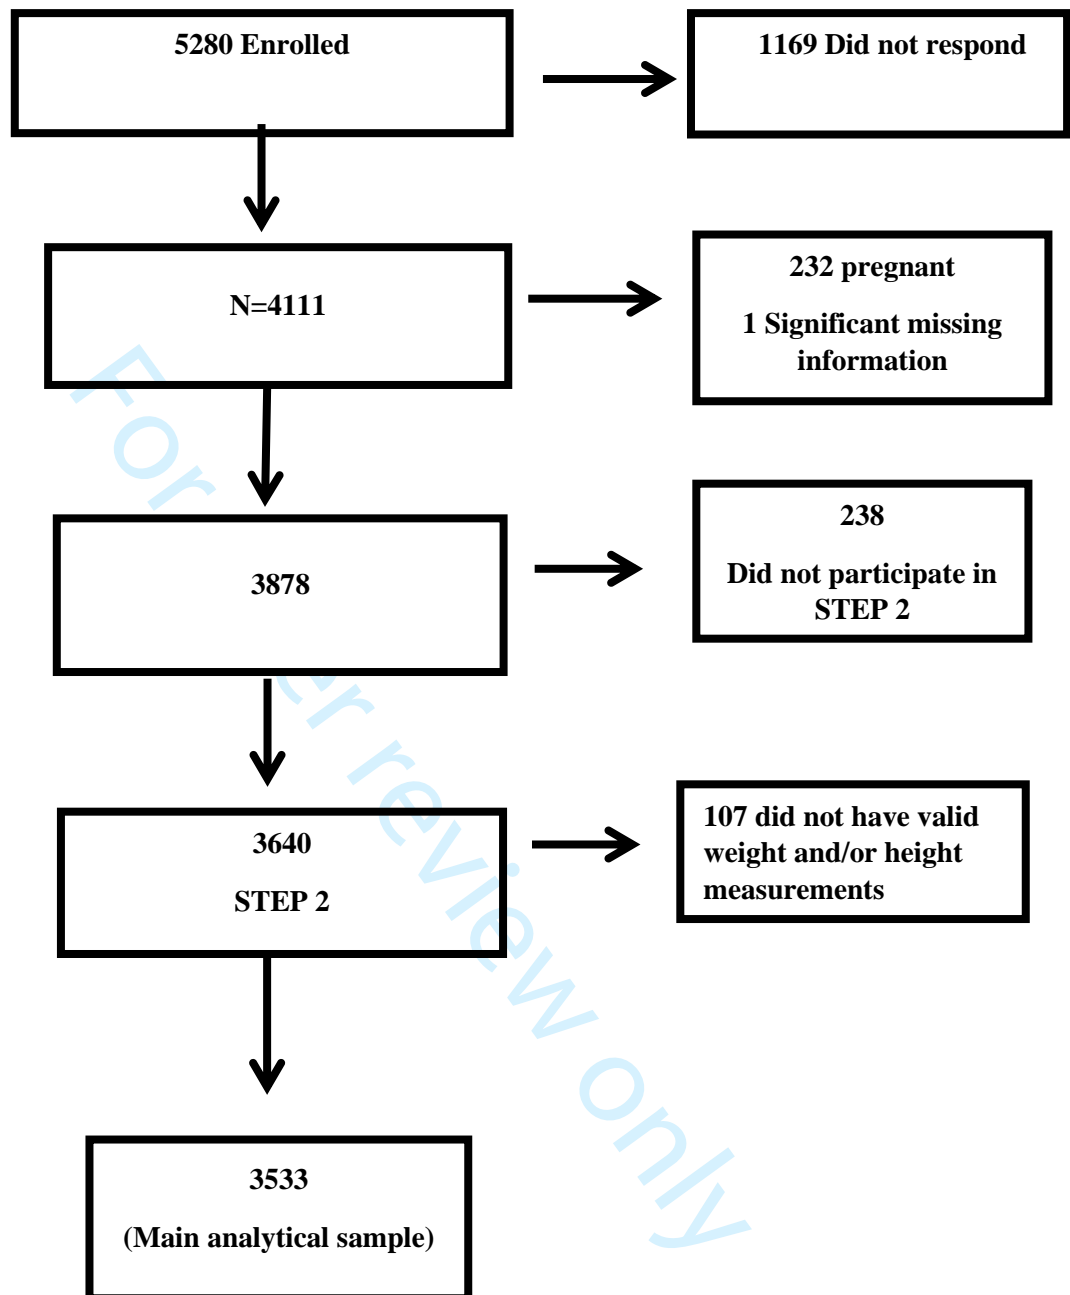 5280 Enrolled
1169 Did not respond
N=4111
232 pregnant
1 Significant missing
information
3878
238
Did not participate in
STEP 2
3640
STEP 2
107 did not have valid
weight and/or height
measurements
3533
(Main analytical sample)
For peer review only